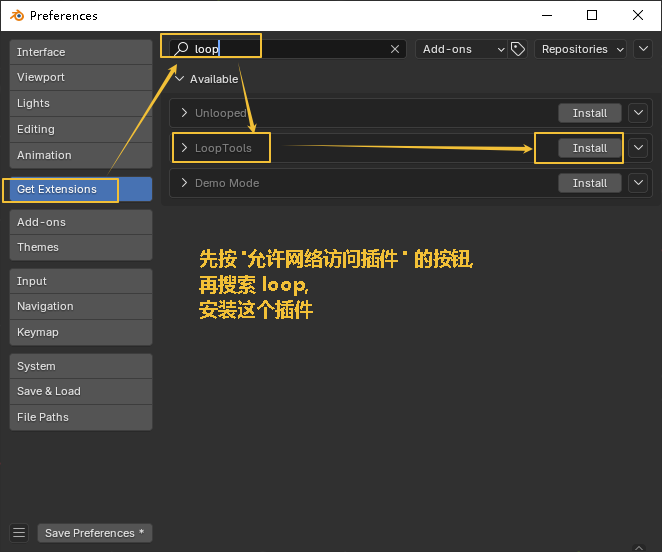 Preferences
Interface
Viewport
Lights
Editing
Animation
Get Extensions
Add-ons
Themes
Input
Navigation
Keymap
System
Save & Load
File Paths
Save Preferences *
loop
Add-ons
Repositories
Available
Unlooped
Install
LoopTools
Install
Demo Mode
Install
先按 "允许网络访问插件 " 的按钮,
再搜索 loop,
安装这个插件